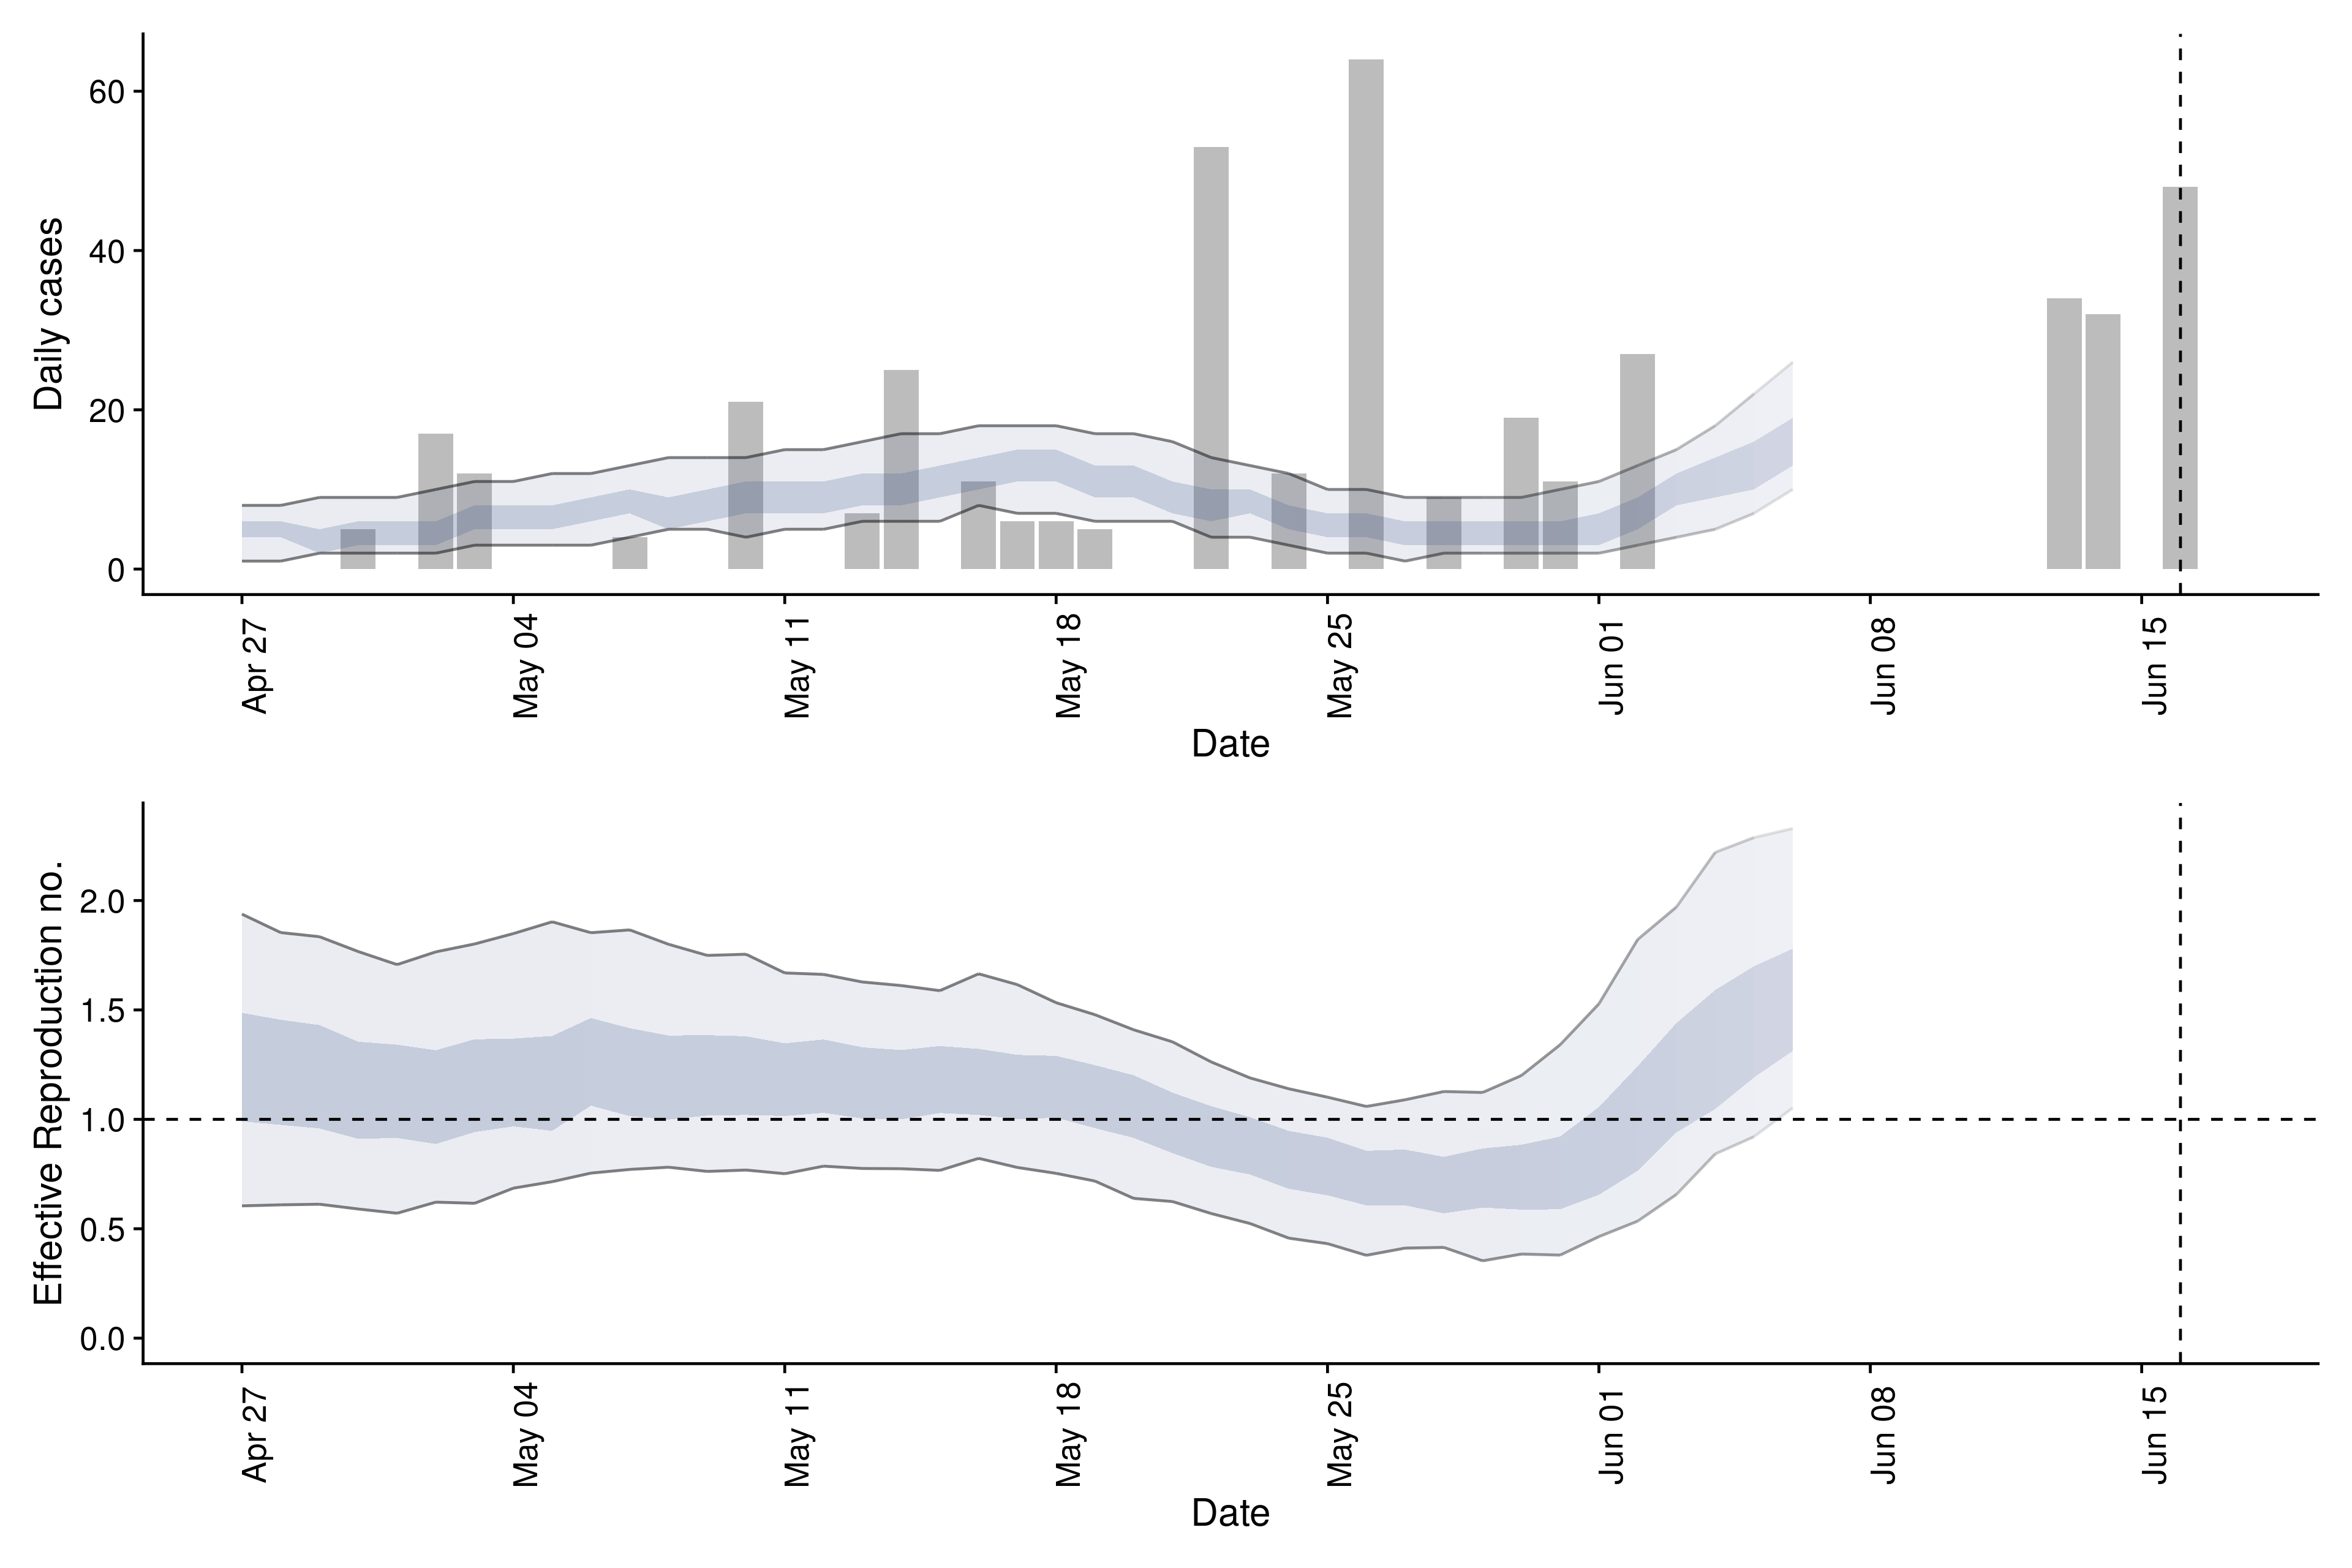 Daily cases
60
40
20
0
Apr 27
May 04
May 11
May 18
May 25
Jun 01
Jun 08
Jun 15
Date
Effective Reproduction no.
2.0
1.5
1.0
0.5
0.0
Apr 27
May 04
May 11
May 18
May 25
Jun 01
Jun 08
Jun 15
Date